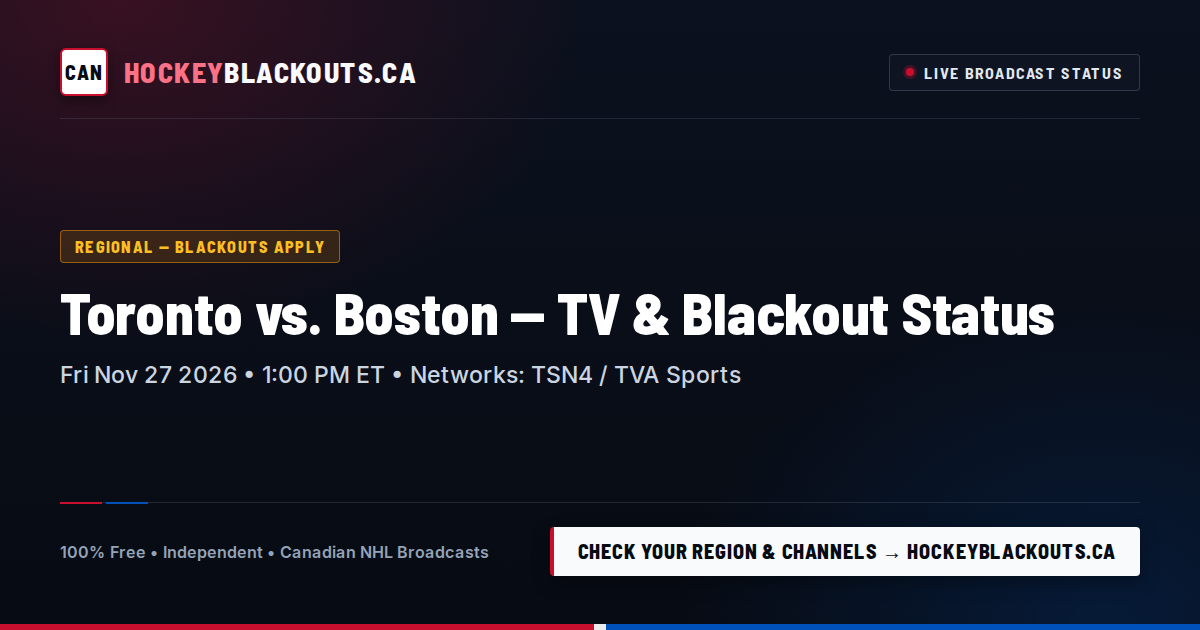 CAN
HOCKEYBLACKOUTS.CA
LIVE BROADCAST STATUS
REGIONAL — BLACKOUTS APPLY
Toronto vs. Boston — TV & Blackout Status
Fri Nov 27 2026 • 1:00 PM ET • Networks: TSN4 / TVA Sports
100% Free • Independent • Canadian NHL Broadcasts
CHECK YOUR REGION & CHANNELS → HOCKEYBLACKOUTS.CA